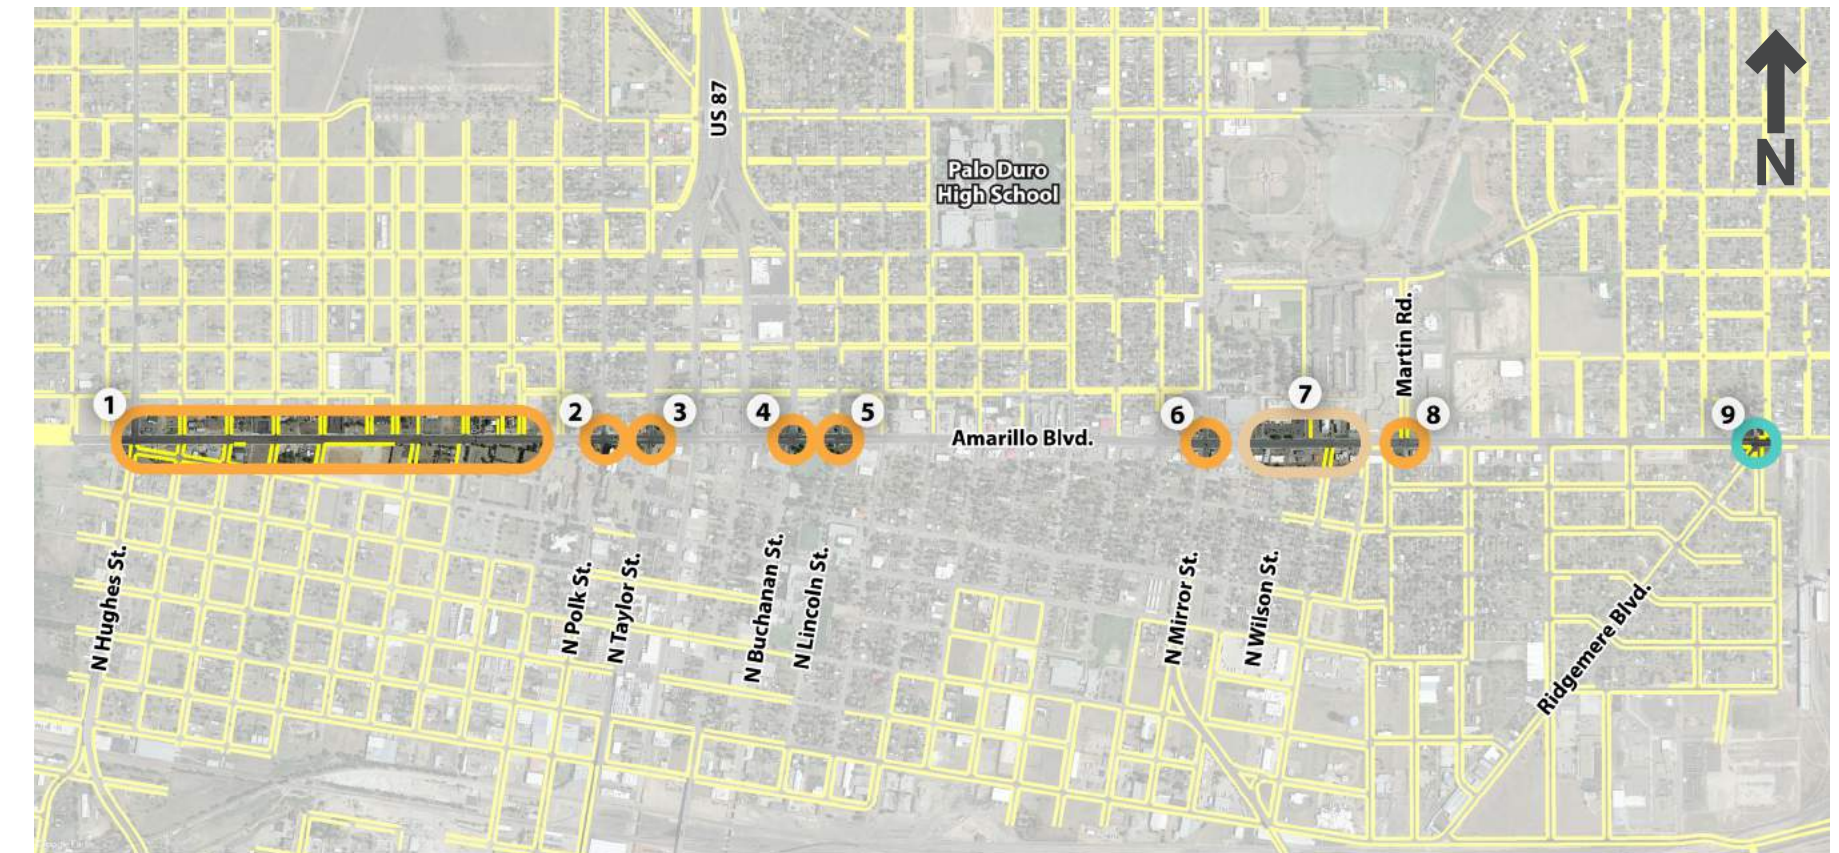 US 87
N
Palo Duro
High School
Martin Rd.
1
2
3
4
5
6
7
8
9
Amarillo Blvd.
N Hughes St.
N Polk St.
N Taylor St.
N Buchanan St.
N Lincoln St.
N Mirror St.
N Wilson St.
Ridgemere Blvd.